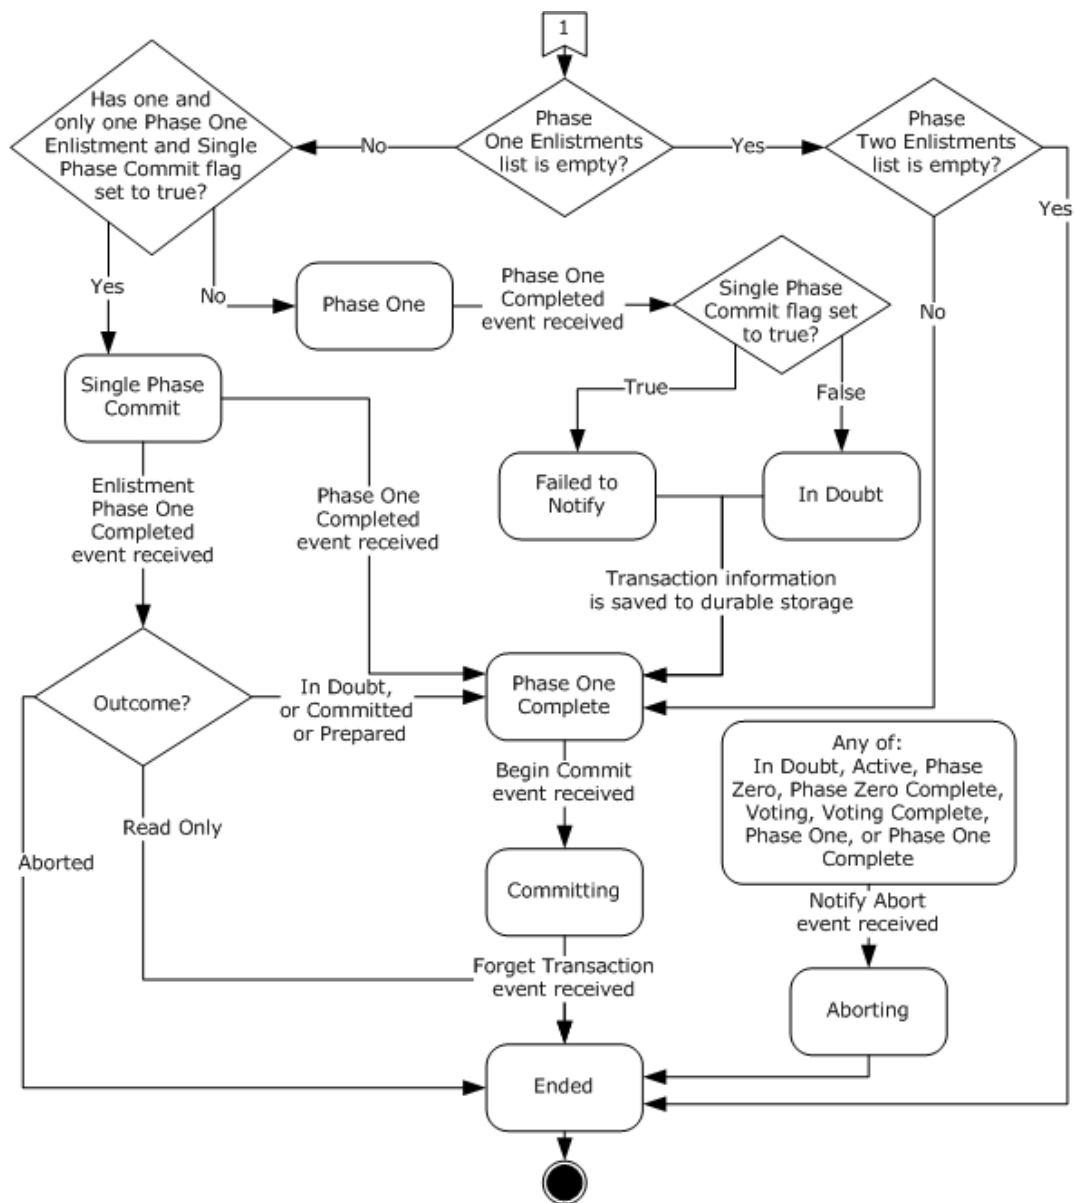 1
Has one and
only one Phase One
Enlistment and Single
Phase Commit flag
set to true?
No
Phase
One Enlistments
list is empty?
Yes
Phase
Two Enlistments
list is empty?
Yes
No
Yes
No
Phase One
Phase One
Completed
event received
Single Phase
Commit flag set
to true?
True
False
Single Phase
Commit
Failed to
Notify
In Doubt
Enlistment
Phase One
Completed
event received
Phase One
Completed
event received
Transaction information
is saved to durable storage
Outcome?
In Doubt,
or Committed
or Prepared
Phase One
Complete
Any of:
In Doubt, Active, Phase
Zero, Phase Zero Complete,
Voting, Voting Complete,
Phase One, or Phase One
Complete
Begin Commit
event received
Read Only
Aborted
Committing
Notify Abort
event received
Forget Transaction
event received
Aborting
Ended